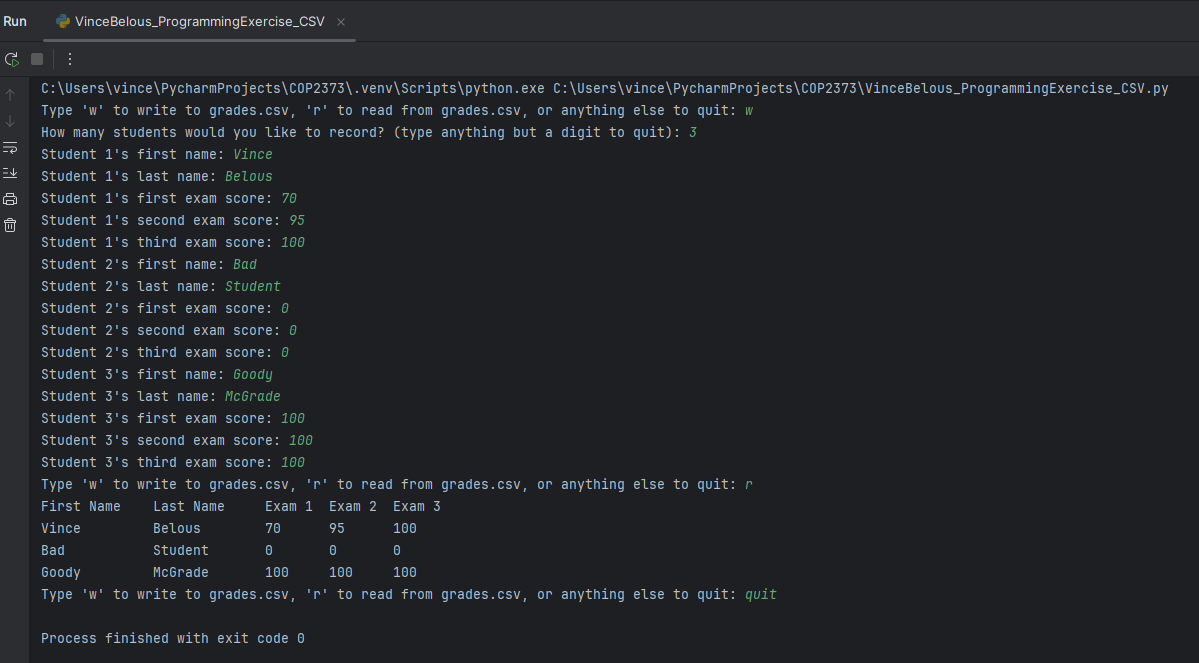 Run VinceBelous_ProgrammingExercise_CSV
C:\Users\vince\PycharmProjects\COP2373\.venv\Scripts\python.exe C:\Users\vince\PycharmProjects\COP2373\VinceBelous_ProgrammingExercise_CSV.py
Type 'w' to write to grades.csv, 'r' to read from grades.csv, or anything else to quit: w
How many students would you like to record? (type anything but a digit to quit): 3
Student 1's first name: Vince
Student 1's last name: Belous
Student 1's first exam score: 70
Student 1's second exam score: 95
Student 1's third exam score: 100
Student 2's first name: Bad
Student 2's last name: Student
Student 2's first exam score: 0
Student 2's second exam score: 0
Student 2's third exam score: 0
Student 3's first name: Goody
Student 3's last name: McGrade
Student 3's first exam score: 100
Student 3's second exam score: 100
Student 3's third exam score: 100
Type 'w' to write to grades.csv, 'r' to read from grades.csv, or anything else to quit: r
First Name    Last Name     Exam 1  Exam 2  Exam 3
Vince         Belous        70      95      100
Bad           Student       0       0       0
Goody         McGrade       100     100     100
Type 'w' to write to grades.csv, 'r' to read from grades.csv, or anything else to quit: quit
Process finished with exit code 0